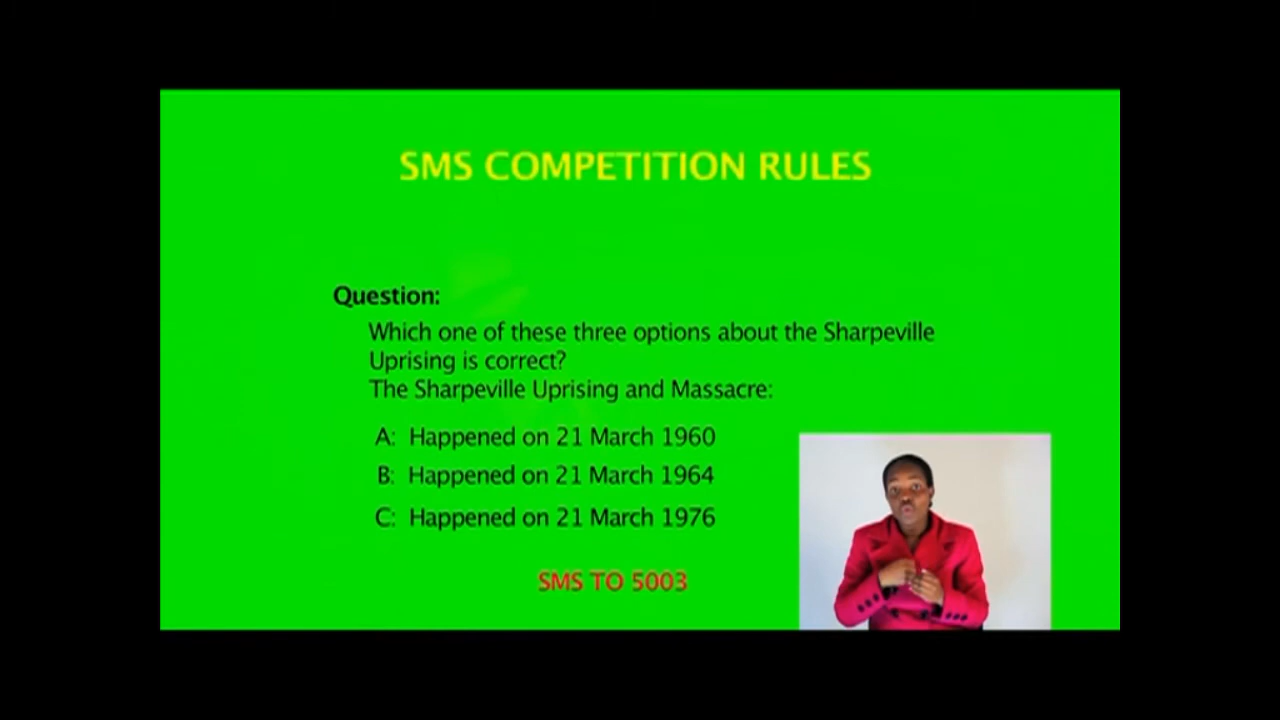 SMS COMPETITION RULES
Question:
Which one of these three options about the Sharpeville
Uprising is correct?
The Sharpeville Uprising and Massacre:
A: Happened on 21 March 1960
B: Happened on 21 March 1964
C: Happened on 21 March 1976
SMS TO 5003